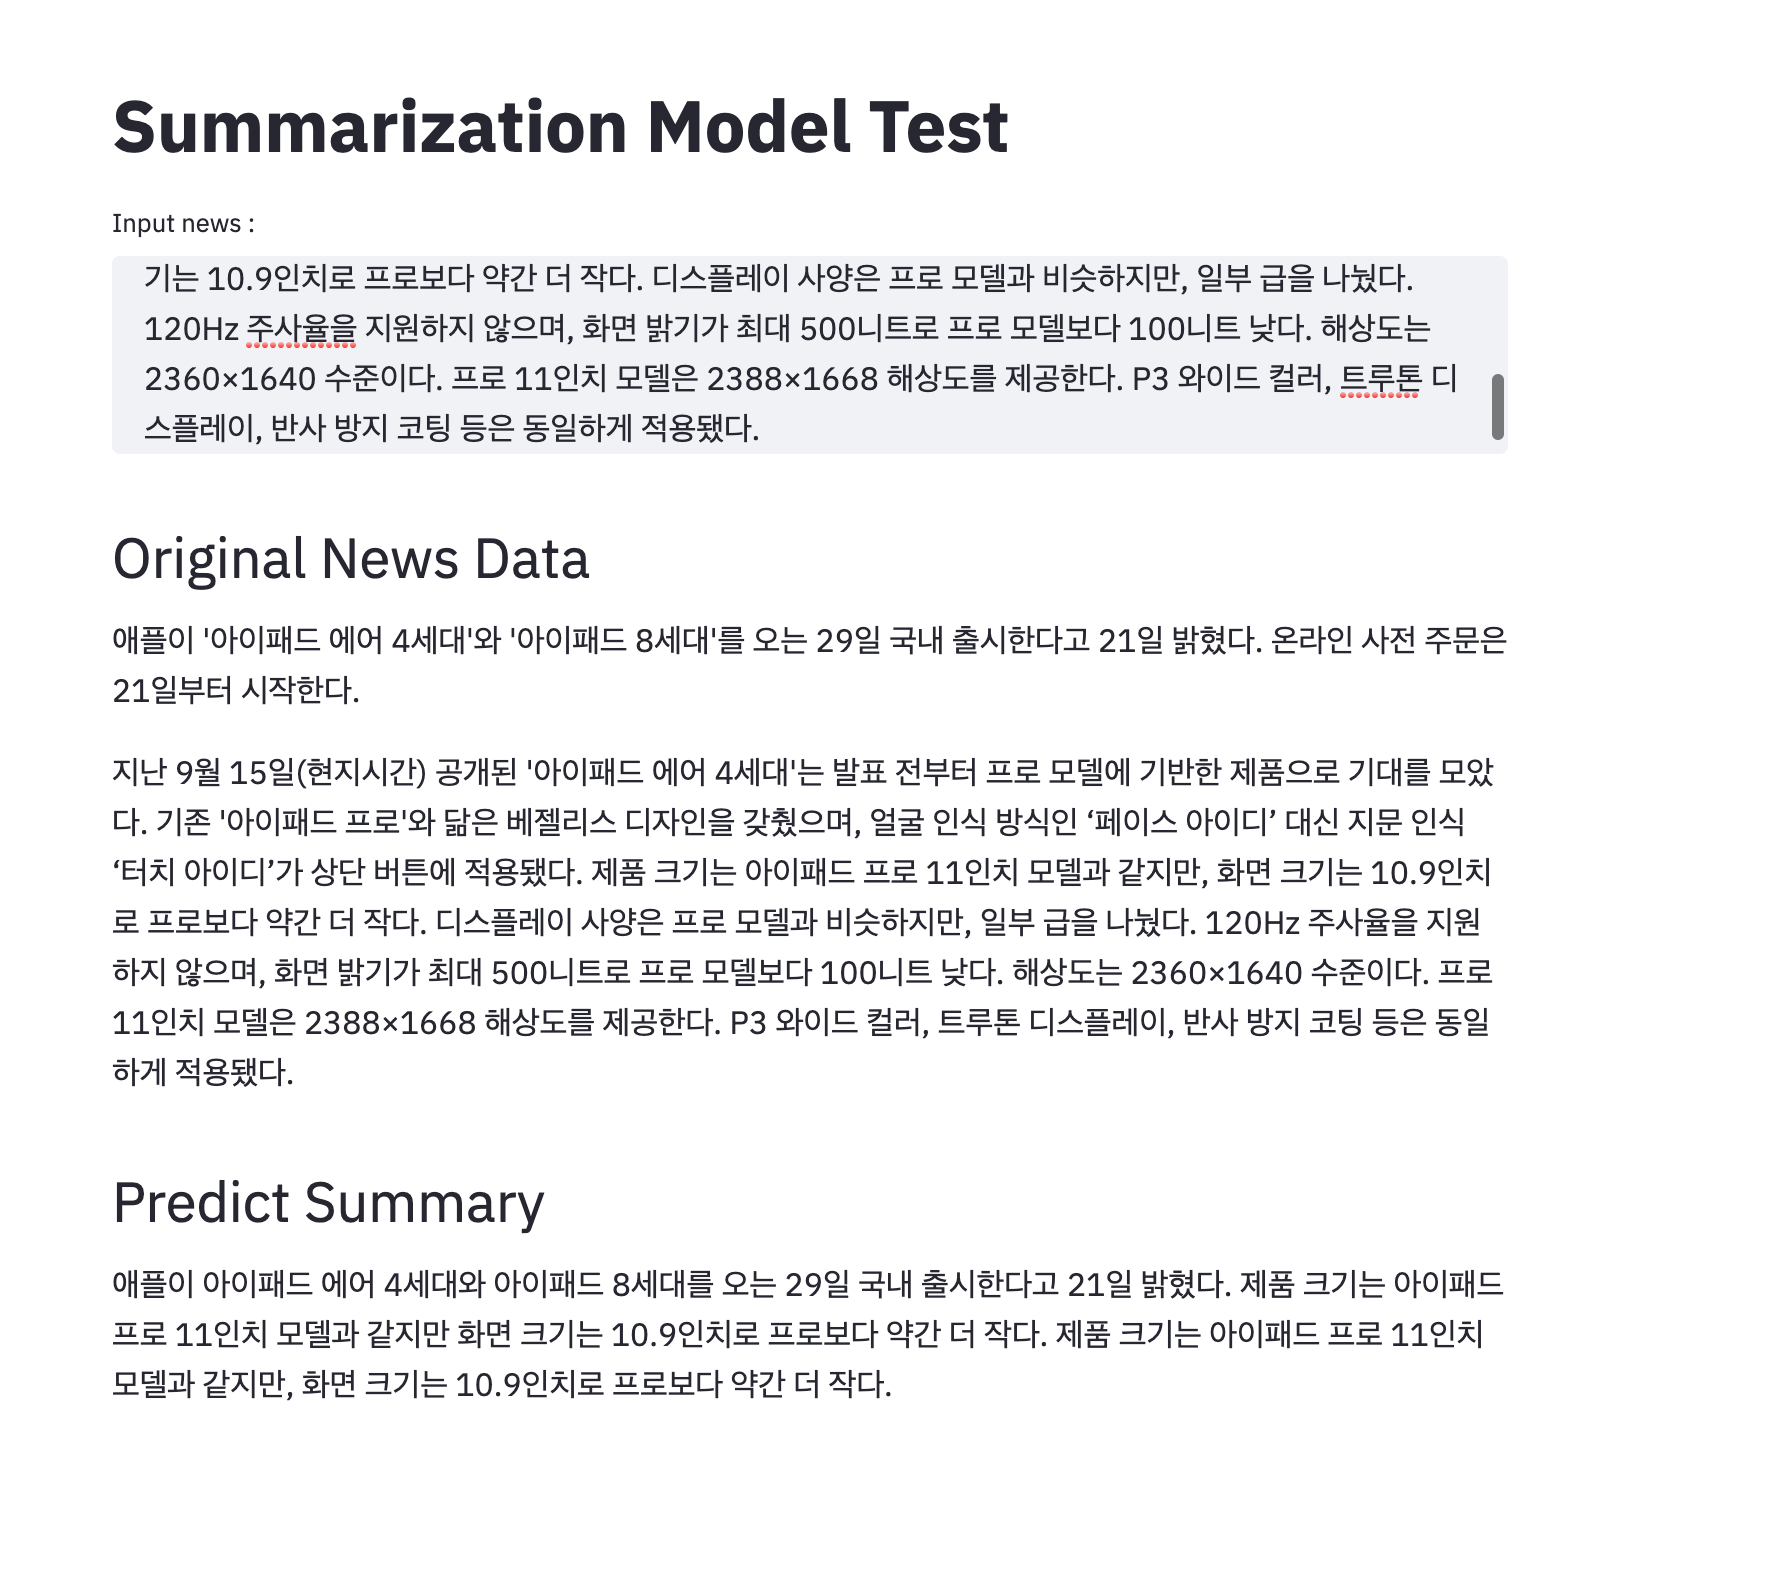 Summarization Model Test
Input news :
기는 10.9인치로 프로보다 약간 더 작다. 디스플레이 사양은 프로 모델과 비슷하지만, 일부 급을 나눴다.
120Hz 주사율을 지원하지 않으며, 화면 밝기가 최대 500니트로 프로 모델보다 100니트 낮다. 해상도는
2360×1640 수준이다. 프로 11인치 모델은 2388×1668 해상도를 제공한다. P3 와이드 컬러, 트루톤 디
스플레이, 반사 방지 코팅 등은 동일하게 적용됐다.
Original News Data
애플이 '아이패드 에어 4세대'와 '아이패드 8세대'를 오는 29일 국내 출시한다고 21일 밝혔다. 온라인 사전 주문은
21일부터 시작한다.
지난 9월 15일(현지시간) 공개된 '아이패드 에어 4세대'는 발표 전부터 프로 모델에 기반한 제품으로 기대를 모았
다. 기존 '아이패드 프로'와 닮은 베젤리스 디자인을 갖췄으며, 얼굴 인식 방식인 ‘페이스 아이디’ 대신 지문 인식
‘터치 아이디’가 상단 버튼에 적용됐다. 제품 크기는 아이패드 프로 11인치 모델과 같지만, 화면 크기는 10.9인치
로 프로보다 약간 더 작다. 디스플레이 사양은 프로 모델과 비슷하지만, 일부 급을 나눴다. 120Hz 주사율을 지원
하지 않으며, 화면 밝기가 최대 500니트로 프로 모델보다 100니트 낮다. 해상도는 2360×1640 수준이다. 프로
11인치 모델은 2388×1668 해상도를 제공한다. P3 와이드 컬러, 트루톤 디스플레이, 반사 방지 코팅 등은 동일
하게 적용됐다.
Predict Summary
애플이 아이패드 에어 4세대와 아이패드 8세대를 오는 29일 국내 출시한다고 21일 밝혔다. 제품 크기는 아이패드
프로 11인치 모델과 같지만 화면 크기는 10.9인치로 프로보다 약간 더 작다. 제품 크기는 아이패드 프로 11인치
모델과 같지만, 화면 크기는 10.9인치로 프로보다 약간 더 작다.